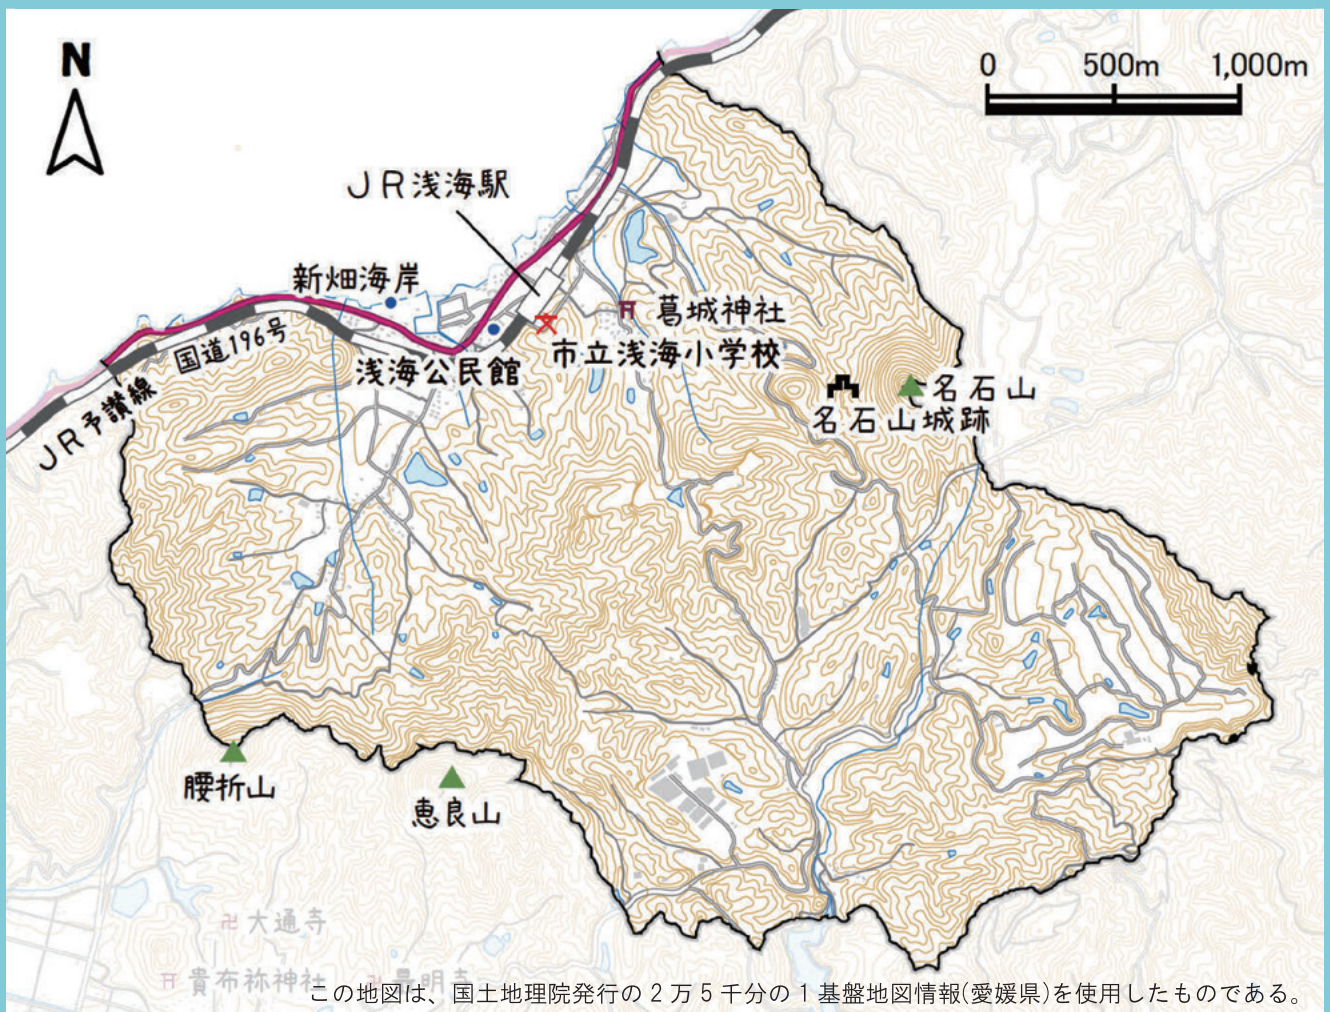 N
0 500m 1,000m
JR浅海駅
新畑海岸
葛城神社
国道196号
市立浅海小学校
浅海公民館
名石山
JR予讃線
名石山城跡
腰折山
恵良山
大通寺
貴布祢神社
この地図は、国土地理院発行の2万5千分の1基盤地図情報(愛媛県)を使用したものである。